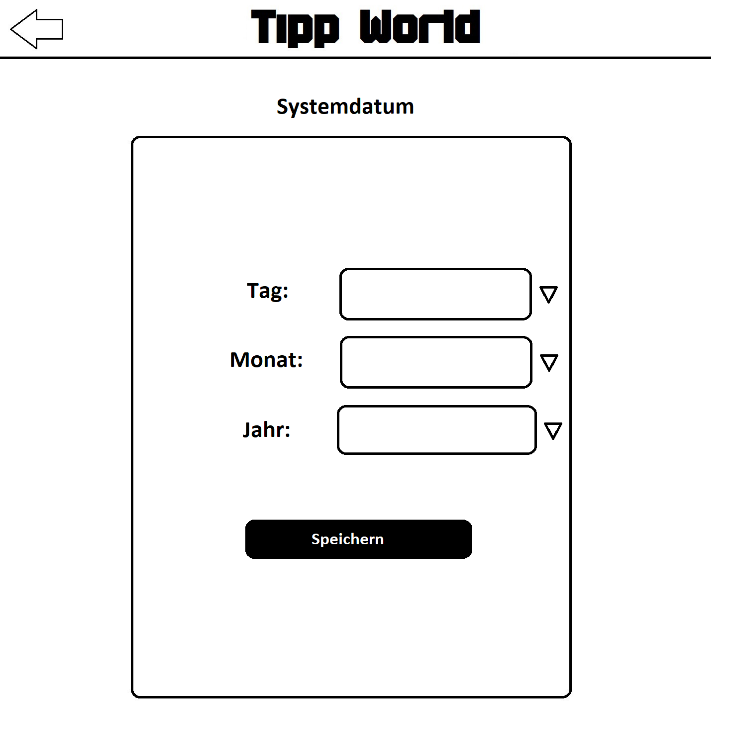 Tipp World
Systemdatum
Tag:
Monat:
Jahr:
Speichern